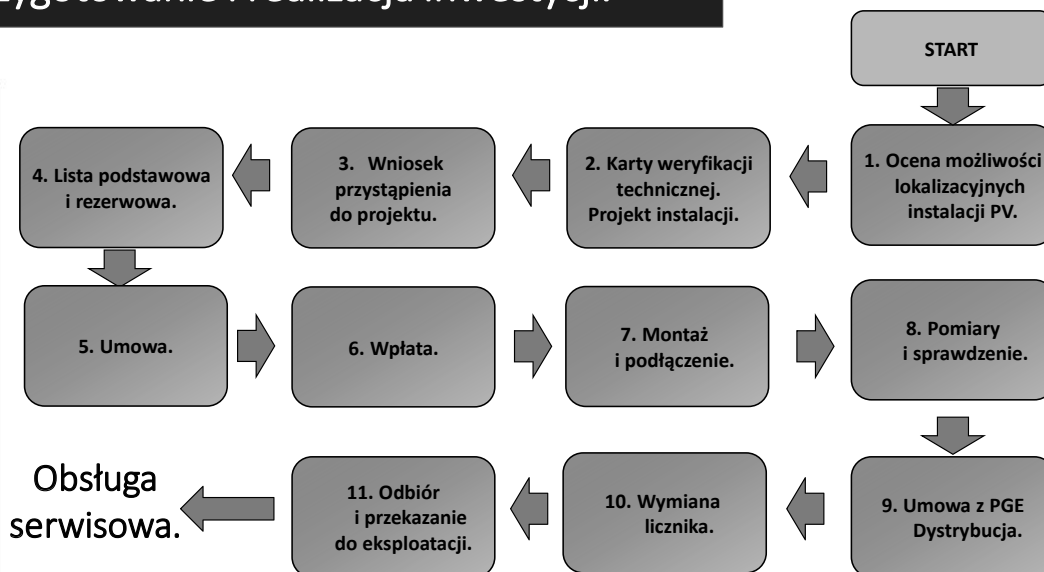 i realizacja inwestycji.
START
1. Ocena możliwości
lokalizacyjnych
instalacji PV.
2. Karty weryfikacji
technicznej.
Projekt instalacji.
3. Wniosek
przystąpienia
do projektu.
4. Lista podstawowa
i rezerwowa.
5. Umowa.
6. Wpłata.
7. Montaż
i podłączenie.
8. Pomiary
i sprawdzenie.
9. Umowa z PGE
Dystrybucja.
10. Wymiana
licznika.
11. Odbiór
i przekazanie
do eksploatacji.
Obsługa
serwisowa.